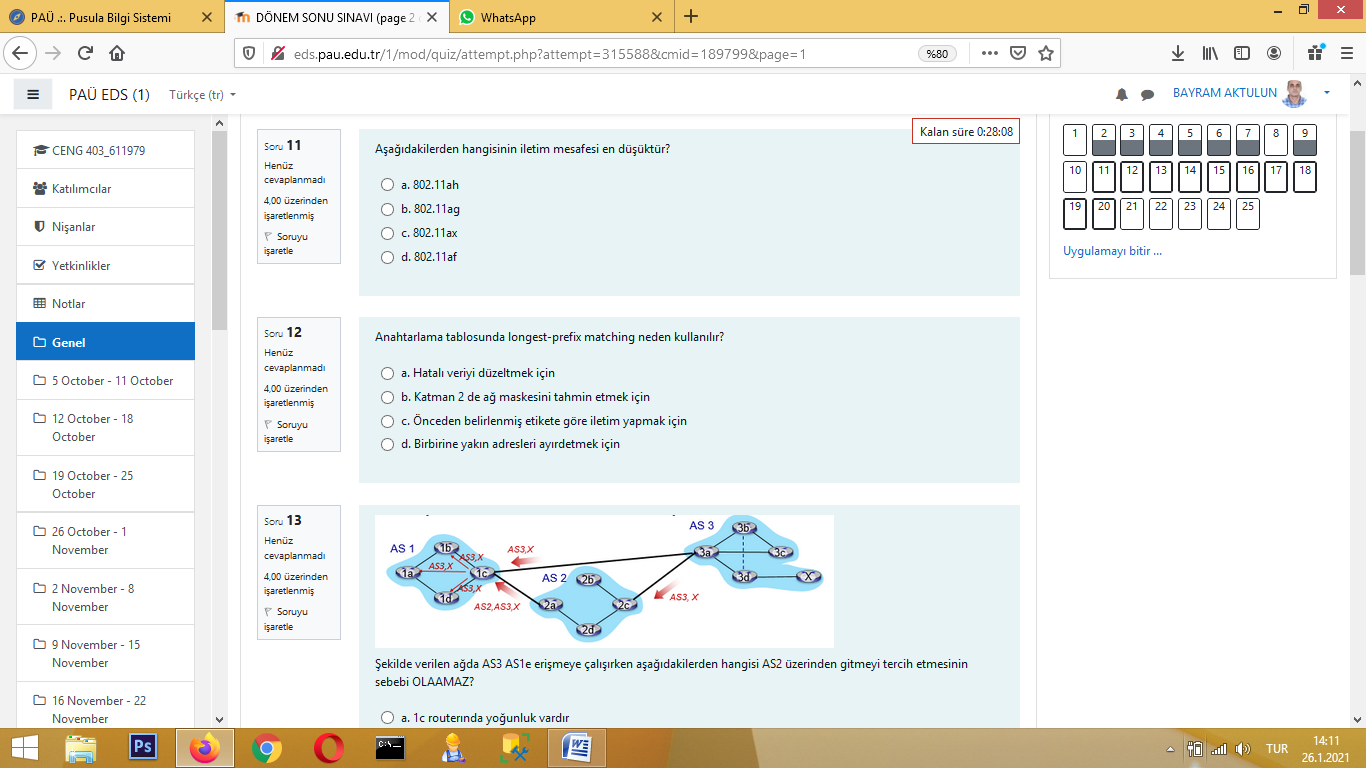 PAÜ .:. Pusula Bilgi Sistemi
DÖNEM SONU SINAVI (page 2
WhatsApp
eds.pau.edu.tr/1/mod/quiz/attempt.php?attempt=315588&cmid=189799&page=1
%80
PAÜ EDS (1)
Türkçe (tr)
BAYRAM AKTULUN
CENG 403_611979
Katılımcılar
Nişanlar
Yetkinlikler
Notlar
Genel
5 October - 11 October
12 October - 18
October
19 October - 25
October
26 October - 1
November
2 November - 8
November
9 November - 15
November
16 November - 22
November
Kalan süre 0:28:08
Soru 11
Henüz
cevaplanmadı
4,00 üzerinden
işaretlenmiş
Soruyu
işaretle
Aşağıdakilerden hangisinin iletim mesafesi en düşüktür?
a. 802.11ah
b. 802.11ag
c. 802.11ax
d. 802.11af
Soru 12
Henüz
cevaplanmadı
4,00 üzerinden
işaretlenmiş
Soruyu
işaretle
Anahtarlama tablosunda longest-prefix matching neden kullanılır?
a. Hatalı veriyi düzeltmek için
b. Katman 2 de ağ maskesini tahmin etmek için
c. Önceden belirlenmiş etikete göre iletim yapmak için
d. Birbirine yakın adresleri ayırdetmek için
Soru 13
Henüz
cevaplanmadı
4,00 üzerinden
işaretlenmiş
Soruyu
işaretle
AS 1
1b
AS3,X
1a
AS3,X
1c
AS3,X
1d
AS3,X
AS2,AS3,X
AS 2
2b
2a
2c
2d
AS3, X
AS 3
3b
3a
3c
3d
X
Şekilde verilen ağda AS3 AS1e erişmeye çalışırken aşağıdakilerden hangisi AS2 üzerinden gitmeyi tercih etmesinin
sebebi OLAAMAZ?
a. 1c routerında yoğunluk vardır
1 2 3 4 5 6 7 8 9
10 11 12 13 14 15 16 17 18
19 20 21 22 23 24 25
Uygulamayı bitir ...
Ps
C:\
TUR
14:11
26.1.2021